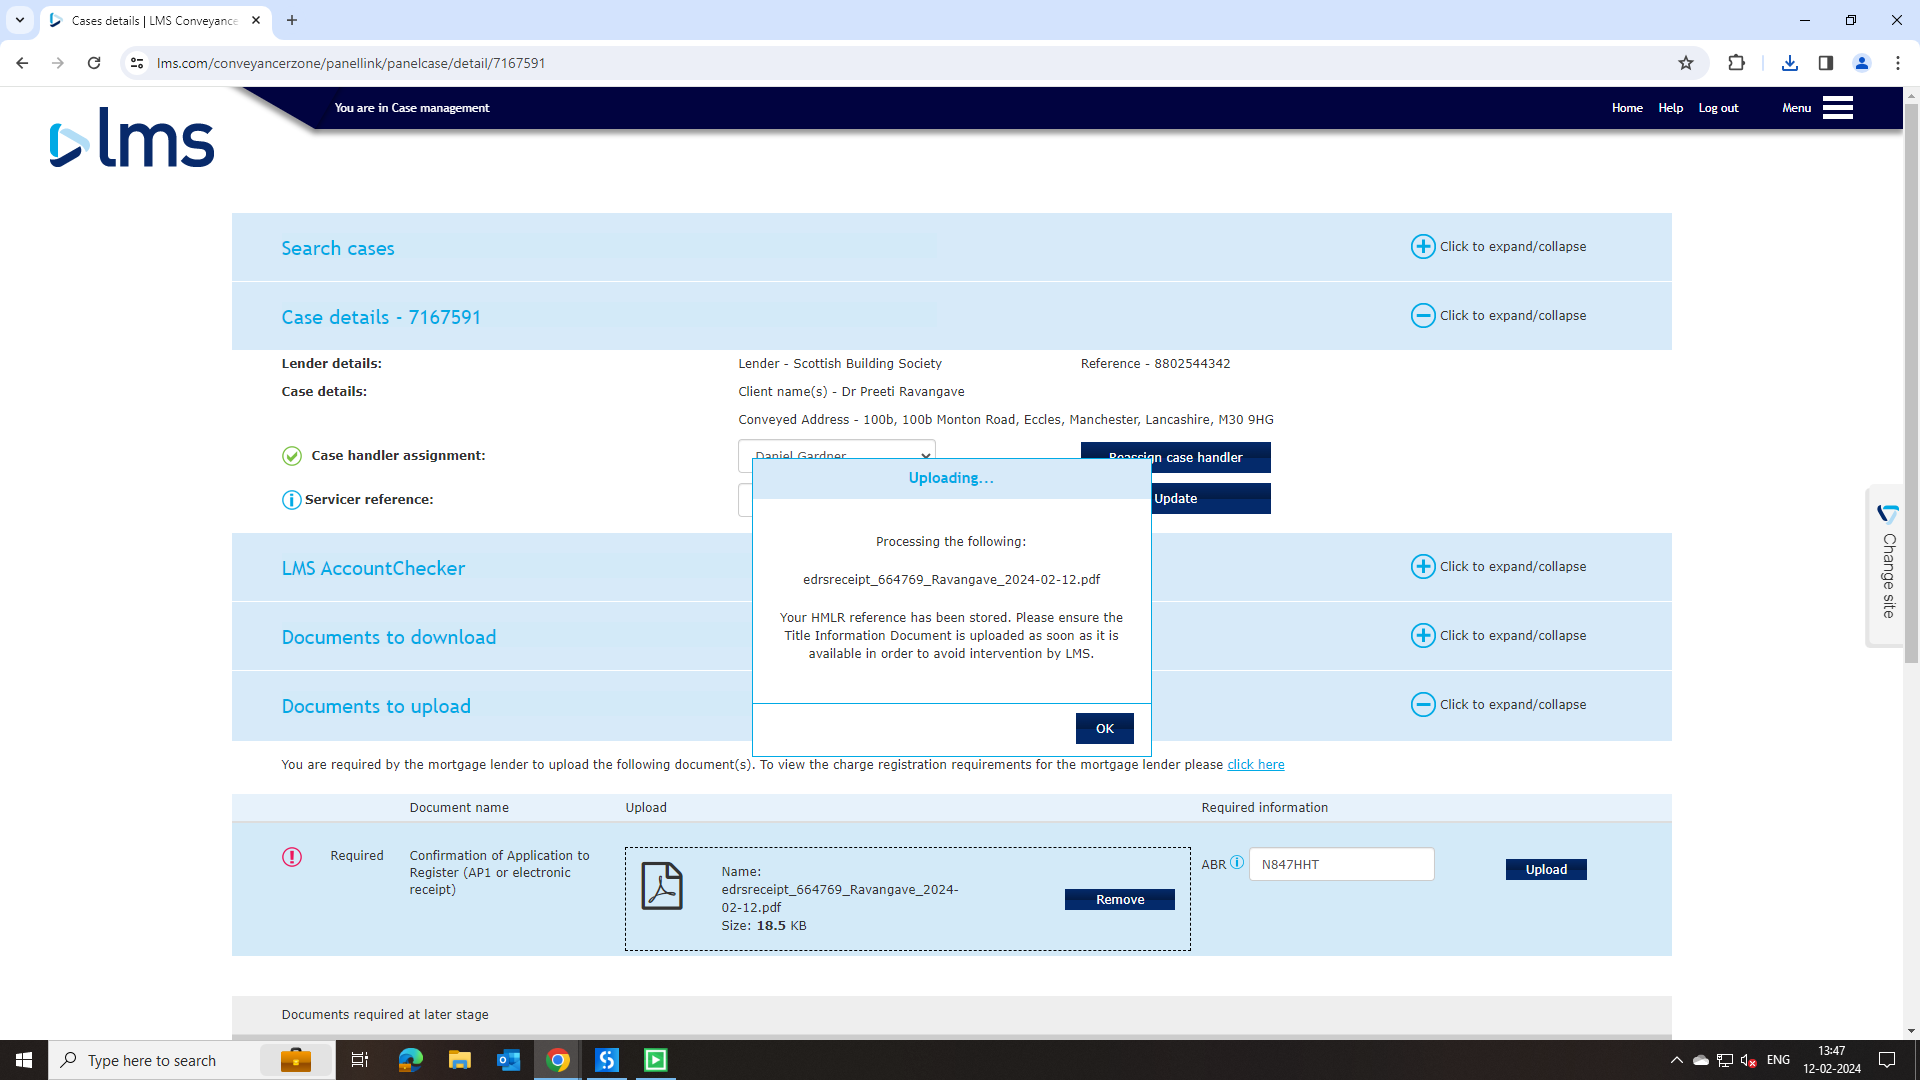 Cases details | LMS Conveyance
lms.com/conveyancerzone/panellink/panelcase/detail/7167591
You are in Case management
Home
Help
Log out
Menu
lms
Search cases
Click to expand/collapse
Case details - 7167591
Click to expand/collapse
Lender details:
Lender - Scottish Building Society
Reference - 8802544342
Case details:
Client name(s) - Dr Preeti Ravangave
Conveyed Address - 100b, 100b Monton Road, Eccles, Manchester, Lancashire, M30 9HG
Case handler assignment:
Daniel Gardner
Reassign case handler
Servicer reference:
Update
Uploading...
Processing the following:
edrsreceipt_664769_Ravangave_2024-02-12.pdf
Your HMLR reference has been stored. Please ensure the
Title Information Document is uploaded as soon as it is
available in order to avoid intervention by LMS.
OK
Change site
LMS AccountChecker
Click to expand/collapse
Documents to download
Click to expand/collapse
Documents to upload
Click to expand/collapse
You are required by the mortgage lender to upload the following document(s). To view the charge registration requirements for the mortgage lender please click here
Document name
Upload
Required information
Required
Confirmation of Application to
Register (AP1 or electronic
receipt)
Name:
edrsreceipt_664769_Ravangave_2024-
02-12.pdf
Size: 18.5 KB
Remove
ABR
N847HHT
Upload
Documents required at later stage
Type here to search
ENG
13:47
12-02-2024